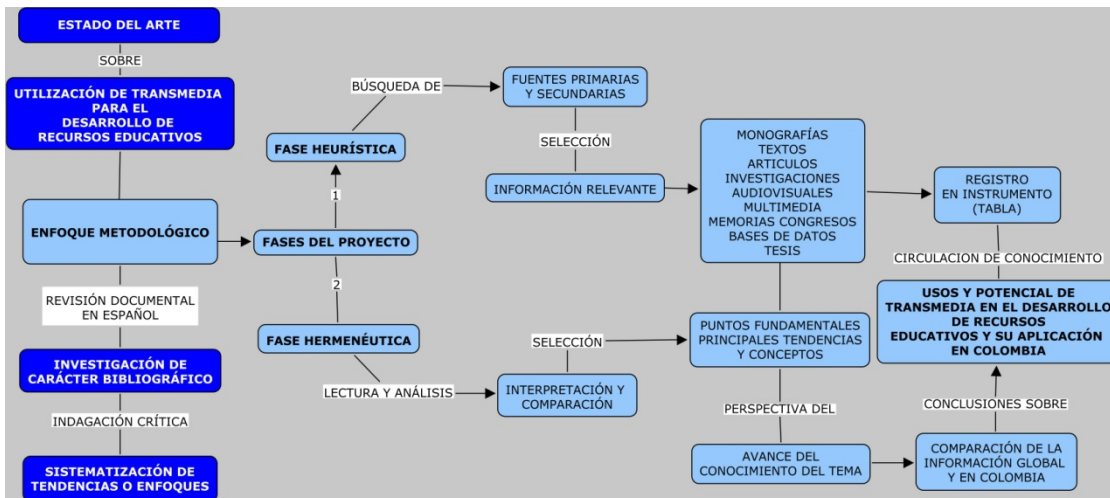 ESTADO DEL ARTE
SOBRE
UTILIZACIÓN DE TRANSMEDIA
PARA EL
DESARROLLO DE
RECURSOS EDUCATIVOS
ENFOQUE METODOLÓGICO
REVISIÓN DOCUMENTAL
EN ESPAÑOL
INVESTIGACIÓN DE
CARÁCTER BIBLIOGRÁFICO
INDAGACIÓN CRÍTICA
SISTEMATIZACIÓN DE
TENDENCIAS O ENFOQUES
FASES DEL PROYECTO
1
FASE HEURÍSTICA
BÚSQUEDA DE
FUENTES PRIMARIAS
Y SECUNDARIAS
SELECCIÓN
INFORMACIÓN RELEVANTE
MONOGRAFÍAS
TEXTOS
ARTICULOS
INVESTIGACIONES
AUDIOVISUALES
MULTIMEDIA
MEMORIAS CONGRESOS
BASES DE DATOS
TESIS
REGISTRO
EN INSTRUMENTO
(TABLA)
CIRCULACION DE CONOCIMIENTO
USOS Y POTENCIAL DE
TRANSMEDIA EN EL DESARROLLO
DE RECURSOS
EDUCATIVOS Y SU APLICACIÓN
EN COLOMBIA
2
FASE HERMENÉUTICA
LECTURA Y ANÁLISIS
INTERPRETACIÓN Y
COMPARACIÓN
SELECCIÓN
PUNTOS FUNDAMENTALES
PRINCIPALES TENDENCIAS
Y CONCEPTOS
PERSPECTIVA DEL
AVANCE DEL
CONOCIMIENTO DEL TEMA
COMPARACIÓN DE LA
INFORMACIÓN GLOBAL
Y EN COLOMBIA
CONCLUSIONES SOBRE